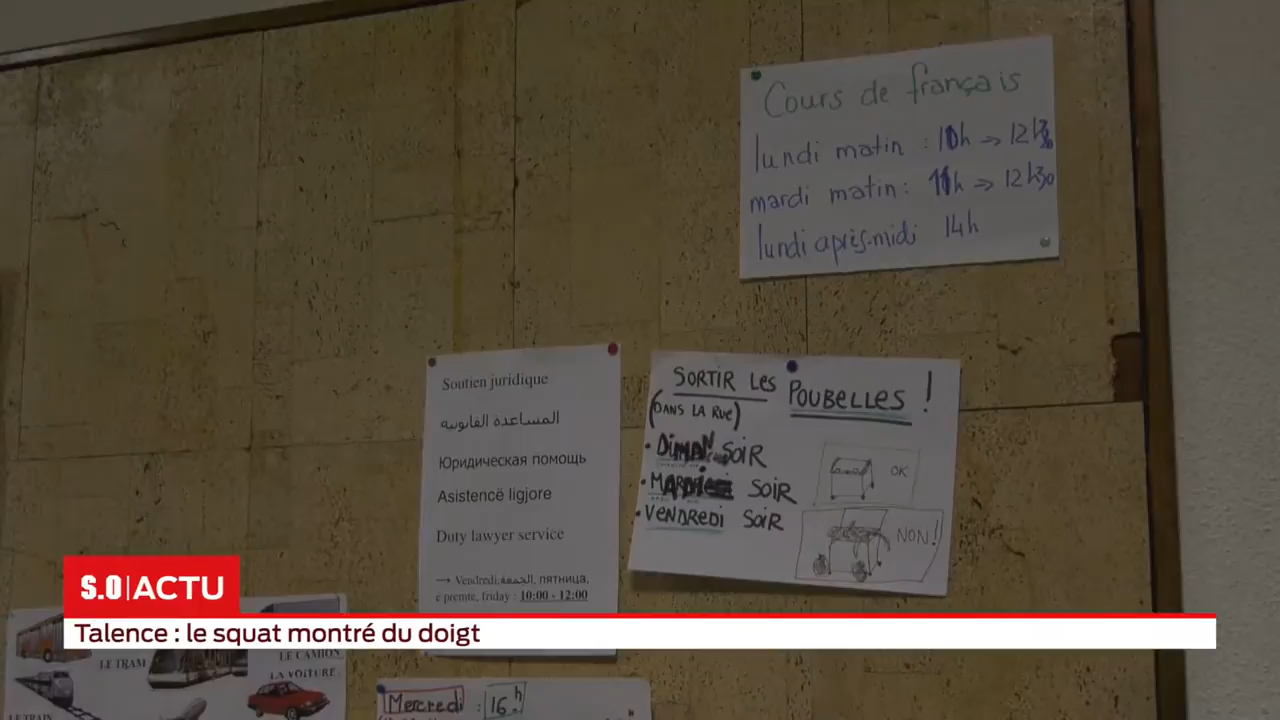 Cours de français
lundi matin : 10h → 12h30
mardi matin : 11h → 12h30
lundi après-midi 14h
Soutien juridique
المساعدة القانونية
Юридическая помощь
Asistencë ligjore
Duty lawyer service
→ Vendredi, الجمعة, пятница,
e premte, friday : 10:00 - 12:00
SORTIR LES POUBELLES !
(DANS LA RUE)
• DIMAN. SOIR
• MARDI SOIR
• VENDREDI SOIR
OK
NON !
S.O ACTU
Talence : le squat montré du doigt
LE TRAM
LE CAMION
LA VOITURE
LE TRAIN
Mercredi : 16h